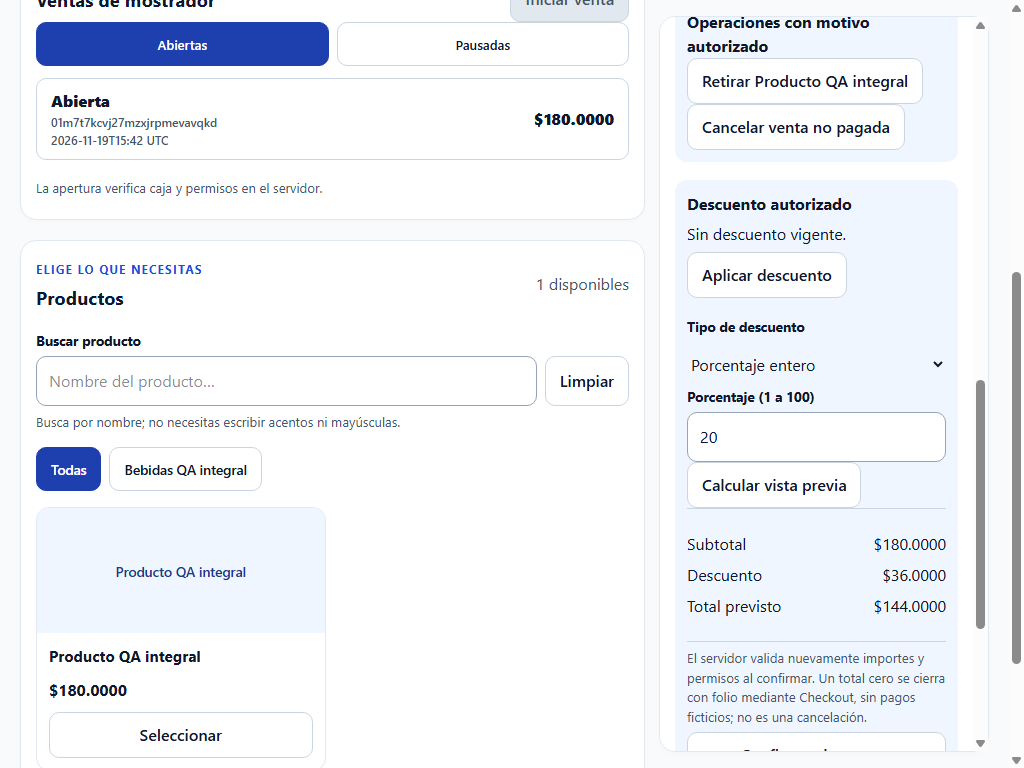 Ventas de mostrador
Iniciar venta
Abiertas
Pausadas
Abierta
01m7t7kcvj27mzxjrpmevavqkd
2026-11-19T15:42 UTC
$180.0000
La apertura verifica caja y permisos en el servidor.
ELIGE LO QUE NECESITAS
Productos
1 disponibles
Buscar producto
Nombre del producto...
Limpiar
Busca por nombre; no necesitas escribir acentos ni mayúsculas.
Todas
Bebidas QA integral
Producto QA integral
Producto QA integral
$180.0000
Seleccionar
Operaciones con motivo
autorizado
Retirar Producto QA integral
Cancelar venta no pagada
Descuento autorizado
Sin descuento vigente.
Aplicar descuento
Tipo de descuento
Porcentaje entero
Porcentaje (1 a 100)
20
Calcular vista previa
Subtotal $180.0000
Descuento $36.0000
Total previsto $144.0000
El servidor valida nuevamente importes y
permisos al confirmar. Un total cero se cierra
con folio mediante Checkout, sin pagos
ficticios; no es una cancelación.